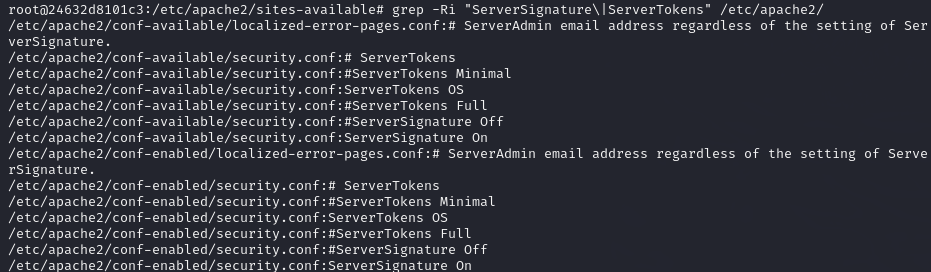 root@24632d8101c3:/etc/apache2/sites-available# grep -Ri "ServerSignature\|ServerTokens" /etc/apache2/
/etc/apache2/conf-available/localized-error-pages.conf:# ServerAdmin email address regardless of the setting of Ser
verSignature.
/etc/apache2/conf-available/security.conf:# ServerTokens
/etc/apache2/conf-available/security.conf:#ServerTokens Minimal
/etc/apache2/conf-available/security.conf:ServerTokens OS
/etc/apache2/conf-available/security.conf:#ServerTokens Full
/etc/apache2/conf-available/security.conf:#ServerSignature Off
/etc/apache2/conf-available/security.conf:ServerSignature On
/etc/apache2/conf-enabled/localized-error-pages.conf:# ServerAdmin email address regardless of the setting of Serve
rSignature.
/etc/apache2/conf-enabled/security.conf:# ServerTokens
/etc/apache2/conf-enabled/security.conf:#ServerTokens Minimal
/etc/apache2/conf-enabled/security.conf:ServerTokens OS
/etc/apache2/conf-enabled/security.conf:#ServerTokens Full
/etc/apache2/conf-enabled/security.conf:#ServerSignature Off
/etc/apache2/conf-enabled/security.conf:ServerSignature On